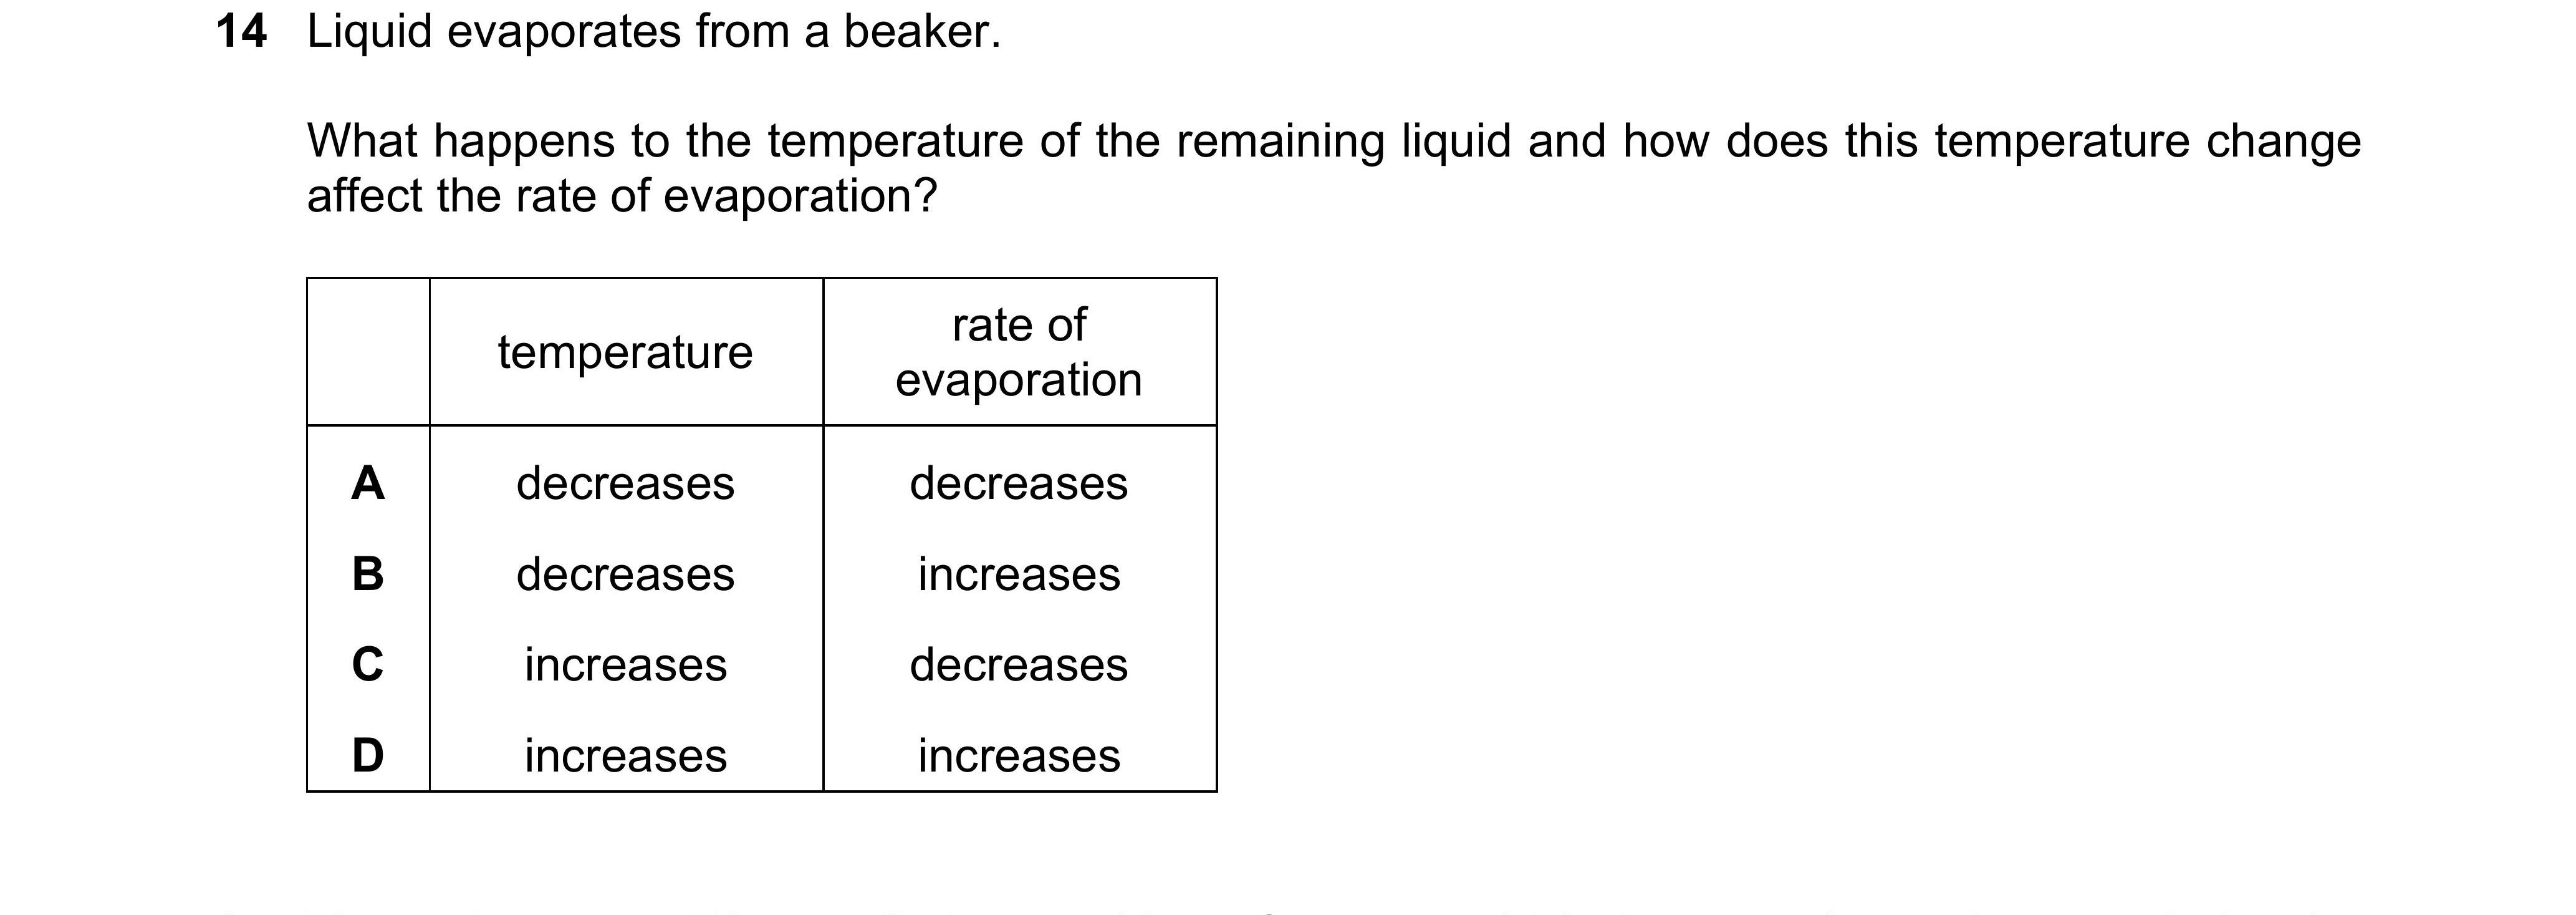 14 Liquid evaporates from a beaker.
What happens to the temperature of the remaining liquid and how does this temperature change
affect the rate of evaporation?
temperature
rate of
evaporation
A decreases decreases
B decreases increases
C increases decreases
D increases increases